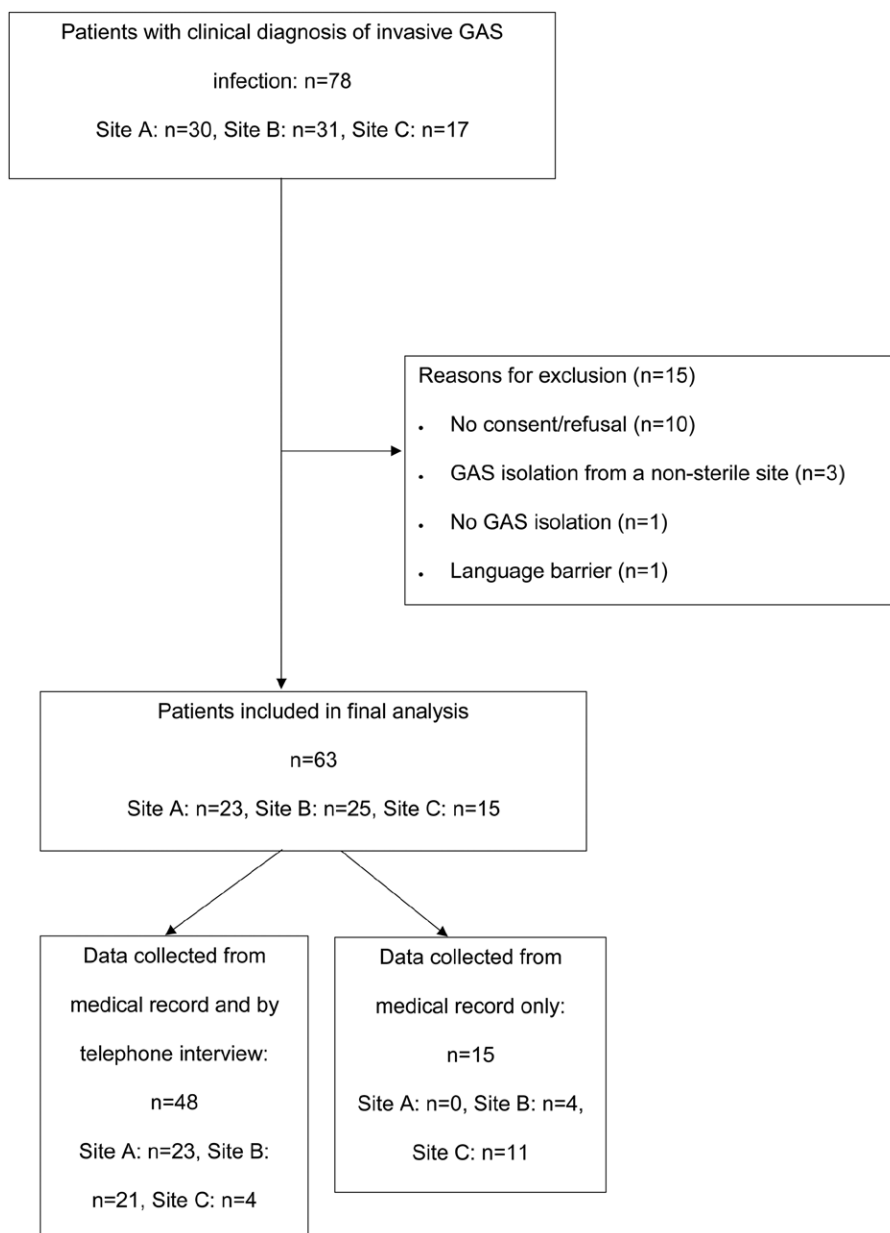 Patients with clinical diagnosis of invasive GAS
infection: n=78
Site A: n=30, Site B: n=31, Site C: n=17
Reasons for exclusion (n=15)
• No consent/refusal (n=10)
• GAS isolation from a non-sterile site (n=3)
• No GAS isolation (n=1)
• Language barrier (n=1)
Patients included in final analysis
n=63
Site A: n=23, Site B: n=25, Site C: n=15
Data collected from
medical record and by
telephone interview:
n=48
Site A: n=23, Site B:
n=21, Site C: n=4
Data collected from
medical record only:
n=15
Site A: n=0, Site B: n=4,
Site C: n=11